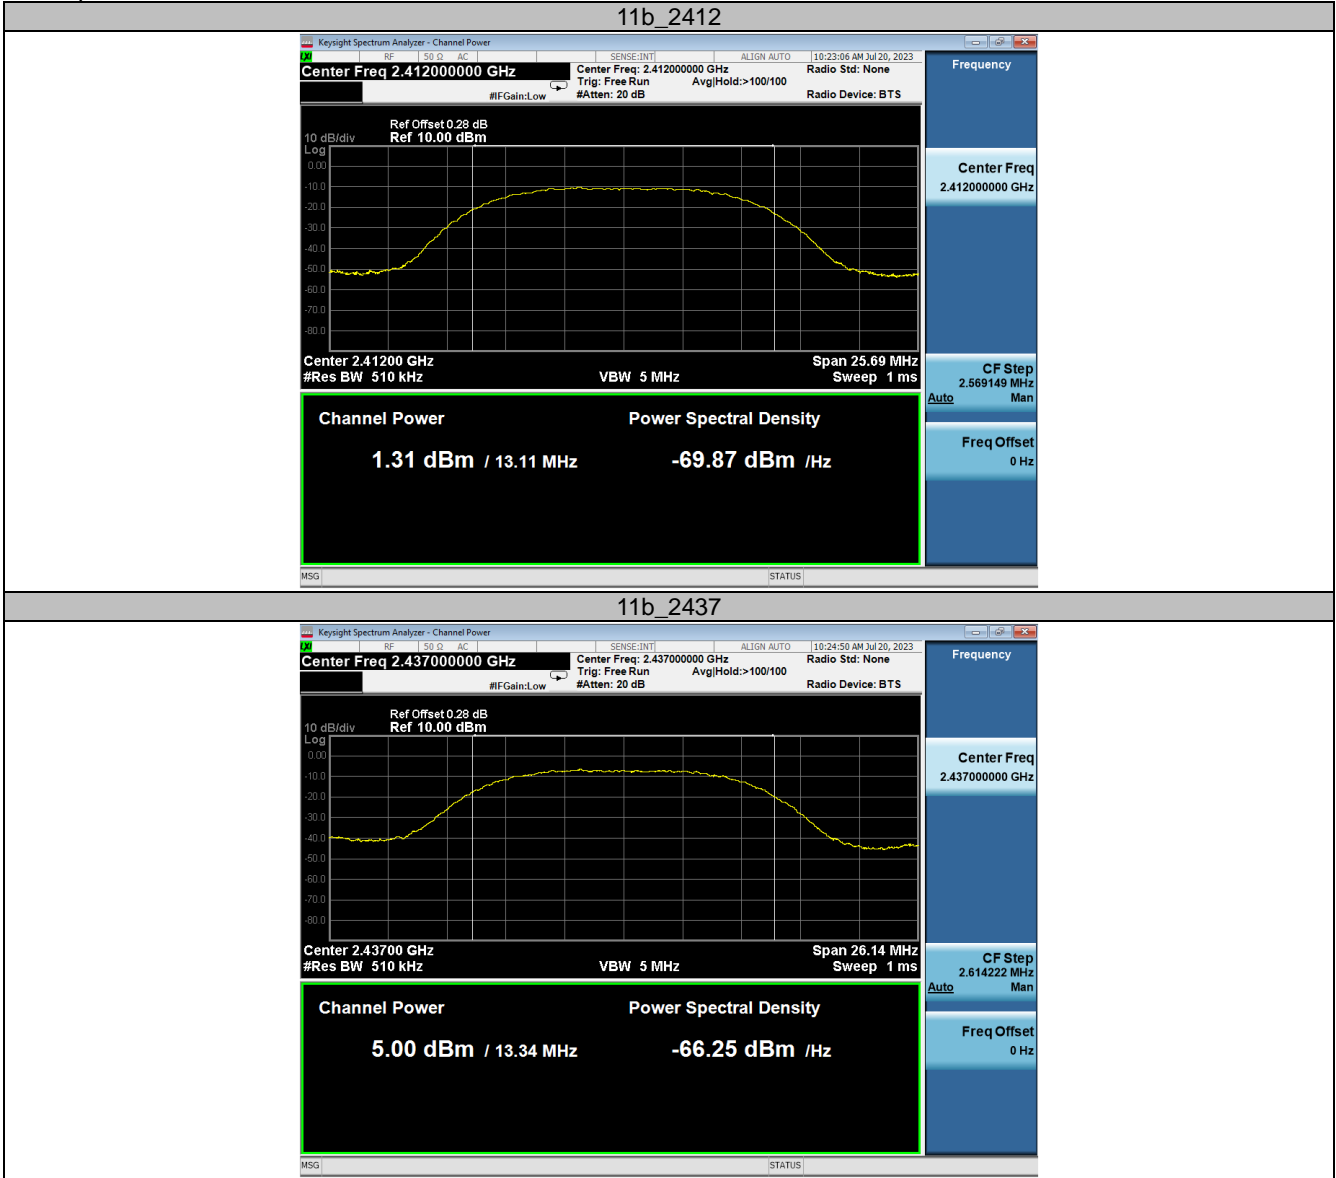 11b_2412
Keysight Spectrum Analyzer - Channel Power
LXI RF 50 Ω AC SENSE:INT ALIGN AUTO 10:23:06 AM Jul 20, 2023
Center Freq 2.412000000 GHz
Center Freq: 2.412000000 GHz
Radio Std: None
Trig: Free Run Avg|Hold:>100/100
#IFGain:Low #Atten: 20 dB Radio Device: BTS
Ref Offset 0.28 dB
10 dB/div Ref 10.00 dBm
Log
0.00
-10.0
-20.0
-30.0
-40.0
-50.0
-60.0
-70.0
-80.0
Center 2.41200 GHz Span 25.69 MHz
#Res BW 510 kHz VBW 5 MHz Sweep 1 ms
Channel Power Power Spectral Density
1.31 dBm / 13.11 MHz -69.87 dBm /Hz
MSG STATUS
Frequency
Center Freq
2.412000000 GHz
CF Step
2.569149 MHz
Auto Man
Freq Offset
0 Hz
11b_2437
Keysight Spectrum Analyzer - Channel Power
LXI RF 50 Ω AC SENSE:INT ALIGN AUTO 10:24:50 AM Jul 20, 2023
Center Freq 2.437000000 GHz
Center Freq: 2.437000000 GHz
Radio Std: None
Trig: Free Run Avg|Hold:>100/100
#IFGain:Low #Atten: 20 dB Radio Device: BTS
Ref Offset 0.28 dB
10 dB/div Ref 10.00 dBm
Log
0.00
-10.0
-20.0
-30.0
-40.0
-50.0
-60.0
-70.0
-80.0
Center 2.43700 GHz Span 26.14 MHz
#Res BW 510 kHz VBW 5 MHz Sweep 1 ms
Channel Power Power Spectral Density
5.00 dBm / 13.34 MHz -66.25 dBm /Hz
MSG STATUS
Frequency
Center Freq
2.437000000 GHz
CF Step
2.614222 MHz
Auto Man
Freq Offset
0 Hz